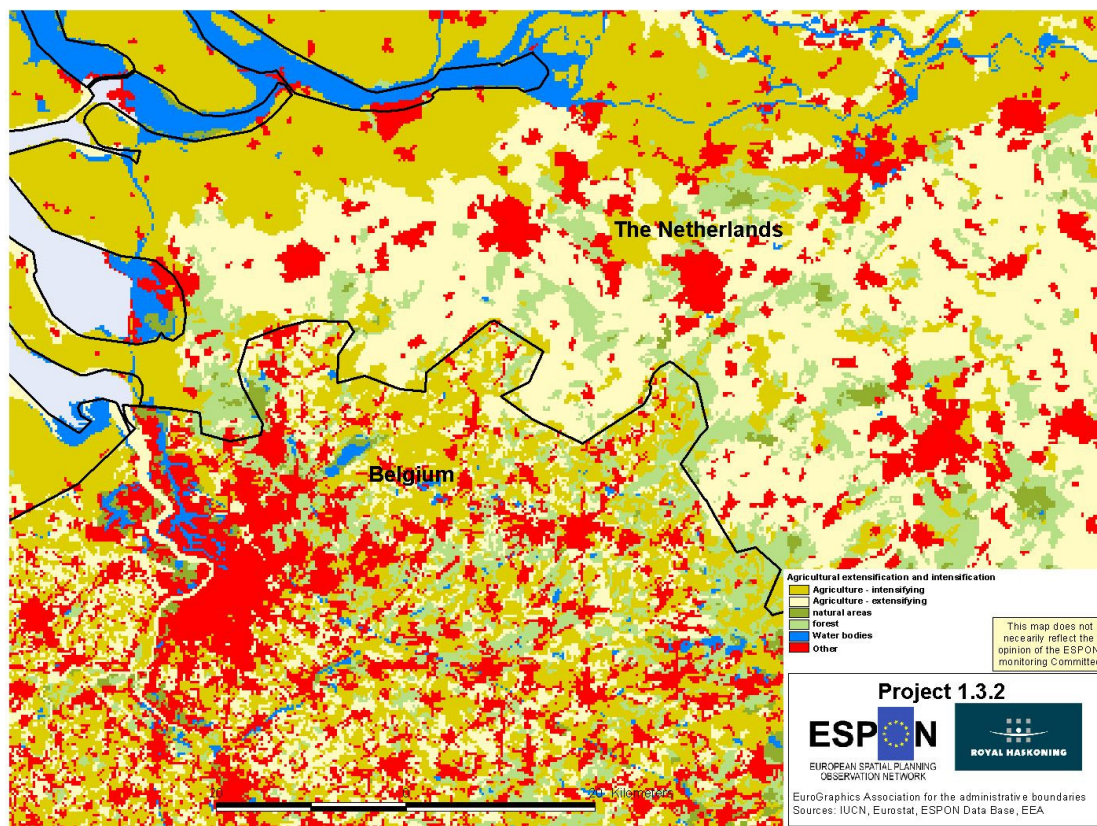 The Netherlands
Belgium
Agricultural extensification and intensification
Agriculture - intensifying
Agriculture - extensifying
natural areas
forest
Water bodies
Other
This map does not
necearily reflect the
opinion of the ESPON
monitoring Committee
Project 1.3.2
ESPON
EUROPEAN SPATIAL PLANNING
OBSERVATION NETWORK
ROYAL HASKONING
20 Kilometers
EuroGraphics Association for the administrative boundaries
Sources: IUCN, Eurostat, ESPON Data Base, EEA